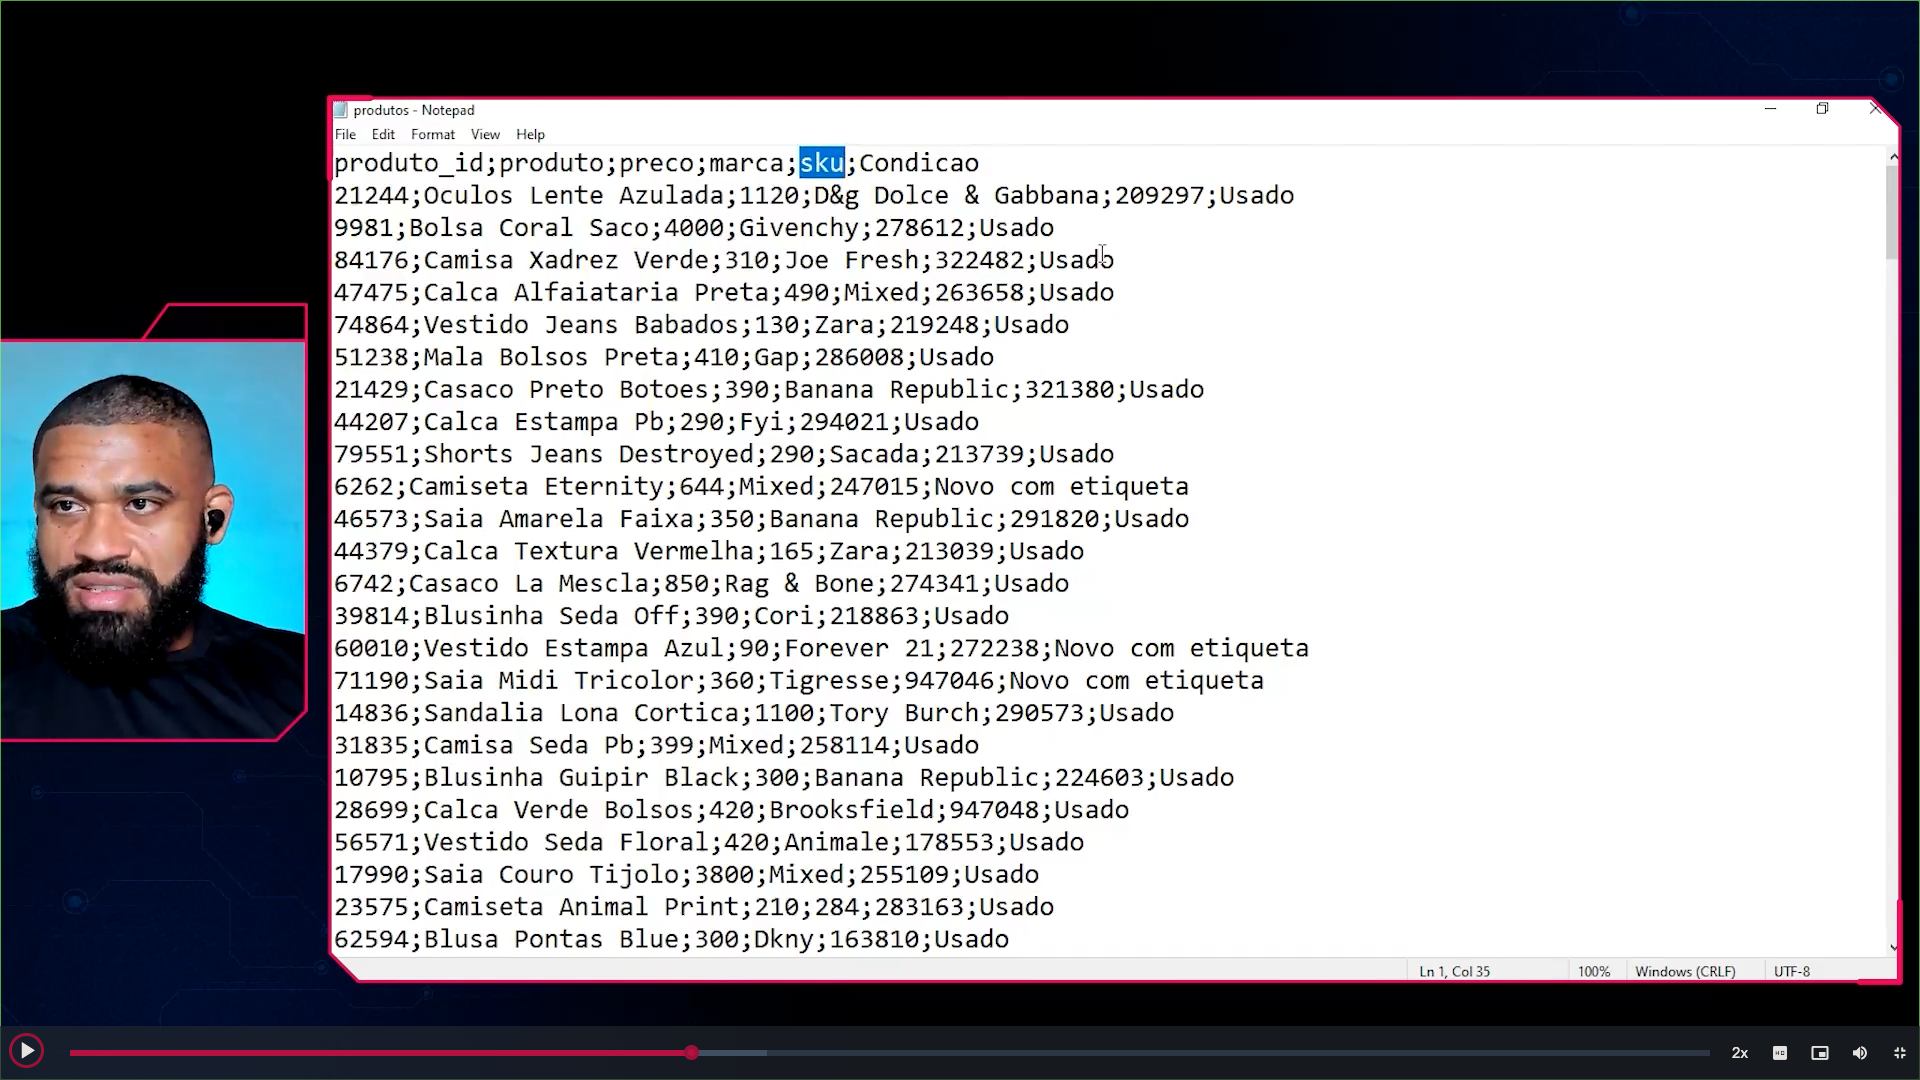 produtos - Notepad
File Edit Format View Help
produto_id;produto;preco;marca;sku;Condicao
21244;Oculos Lente Azulada;1120;D&g Dolce & Gabbana;209297;Usado
9981;Bolsa Coral Saco;4000;Givenchy;278612;Usado
84176;Camisa Xadrez Verde;310;Joe Fresh;322482;Usado
47475;Calca Alfaiataria Preta;490;Mixed;263658;Usado
74864;Vestido Jeans Babados;130;Zara;219248;Usado
51238;Mala Bolsos Preta;410;Gap;286008;Usado
21429;Casaco Preto Botoes;390;Banana Republic;321380;Usado
44207;Calca Estampa Pb;290;Fyi;294021;Usado
79551;Shorts Jeans Destroyed;290;Sacada;213739;Usado
6262;Camiseta Eternity;644;Mixed;247015;Novo com etiqueta
46573;Saia Amarela Faixa;350;Banana Republic;291820;Usado
44379;Calca Textura Vermelha;165;Zara;213039;Usado
6742;Casaco La Mescla;850;Rag & Bone;274341;Usado
39814;Blusinha Seda Off;390;Cori;218863;Usado
60010;Vestido Estampa Azul;90;Forever 21;272238;Novo com etiqueta
71190;Saia Midi Tricolor;360;Tigresse;947046;Novo com etiqueta
14836;Sandalia Lona Cortica;1100;Tory Burch;290573;Usado
31835;Camisa Seda Pb;399;Mixed;258114;Usado
10795;Blusinha Guipir Black;300;Banana Republic;224603;Usado
28699;Calca Verde Bolsos;420;Brooksfield;947048;Usado
56571;Vestido Seda Floral;420;Animale;178553;Usado
17990;Saia Couro Tijolo;3800;Mixed;255109;Usado
23575;Camiseta Animal Print;210;284;283163;Usado
62594;Blusa Pontas Blue;300;Dkny;163810;Usado
Ln 1, Col 35 100% Windows (CRLF) UTF-8
2x HD